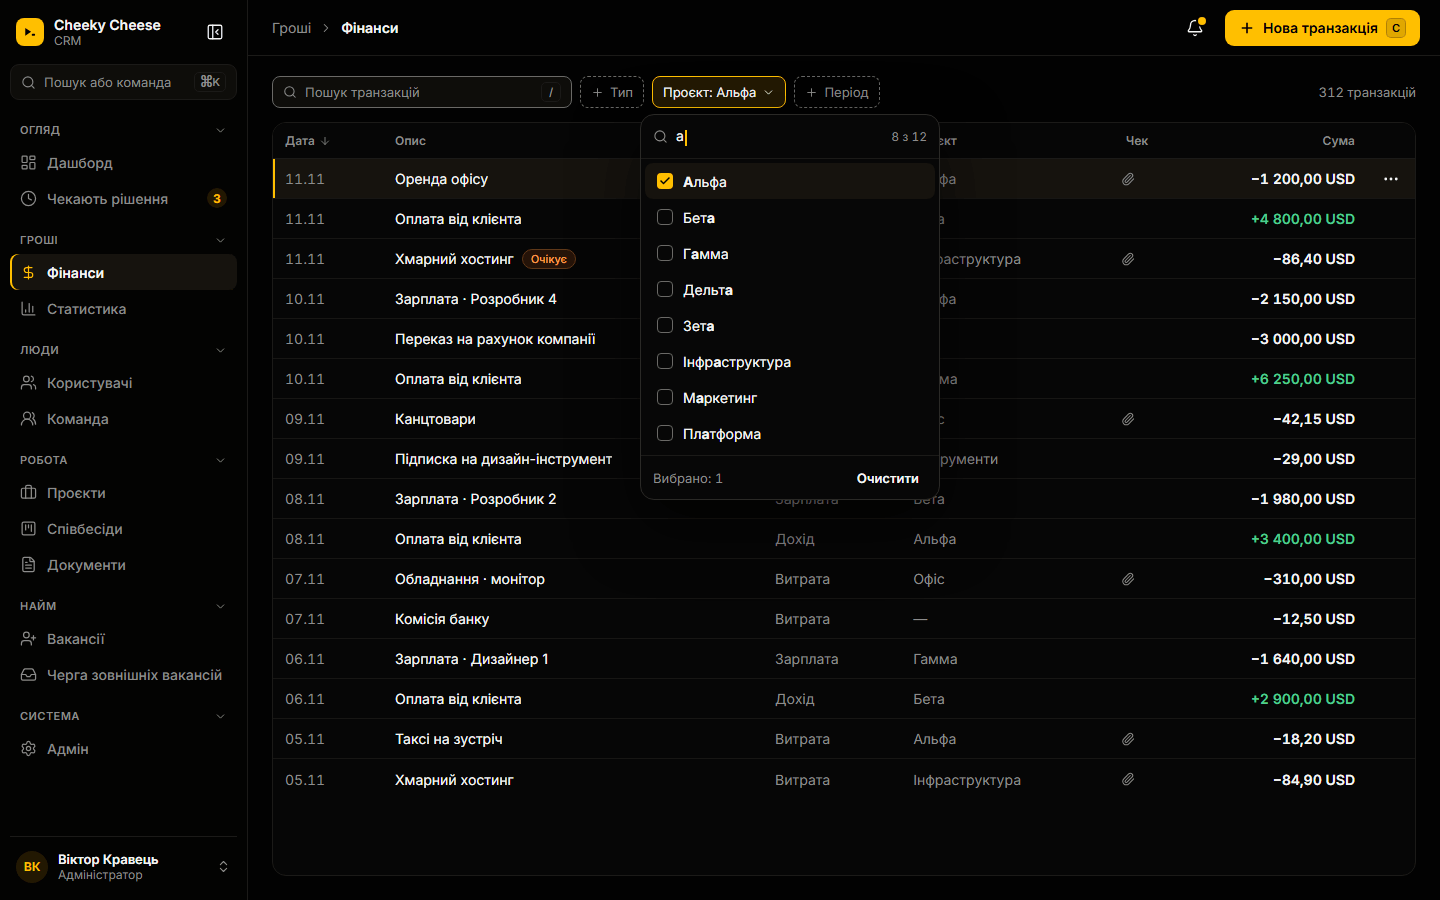 Cheeky Cheese
CRM
Пошук або команда ⌘K
ОГЛЯД
Дашборд
Чекають рішення 3
ГРОШІ
Фінанси
Статистика
ЛЮДИ
Користувачі
Команда
РОБОТА
Проєкти
Співбесіди
Документи
НАЙМ
Вакансії
Черга зовнішніх вакансій
СИСТЕМА
Адмін
ВК Віктор Кравець
Адміністратор
Гроші > Фінанси
+ Нова транзакція C
Пошук транзакцій /
+ Тип
Проєкт: Альфа
+ Період
312 транзакцій
Дата ↓ Опис Чек Сума
11.11 Оренда офісу −1 200,00 USD
11.11 Оплата від клієнта +4 800,00 USD
11.11 Хмарний хостинг Очікує −86,40 USD
10.11 Зарплата · Розробник 4 −2 150,00 USD
10.11 Переказ на рахунок компанії −3 000,00 USD
10.11 Оплата від клієнта +6 250,00 USD
09.11 Канцтовари −42,15 USD
09.11 Підписка на дизайн-інструмент −29,00 USD
08.11 Зарплата · Розробник 2 Зарплата Бета −1 980,00 USD
08.11 Оплата від клієнта Дохід Альфа +3 400,00 USD
07.11 Обладнання · монітор Витрата Офіс −310,00 USD
07.11 Комісія банку Витрата — −12,50 USD
06.11 Зарплата · Дизайнер 1 Зарплата Гамма −1 640,00 USD
06.11 Оплата від клієнта Дохід Бета +2 900,00 USD
05.11 Таксі на зустріч Витрата Альфа −18,20 USD
05.11 Хмарний хостинг Витрата Інфраструктура −84,90 USD
а 8 з 12
Альфа
Бета
Гамма
Дельта
Зета
Інфраструктура
Маркетинг
Платформа
Вибрано: 1 Очистити